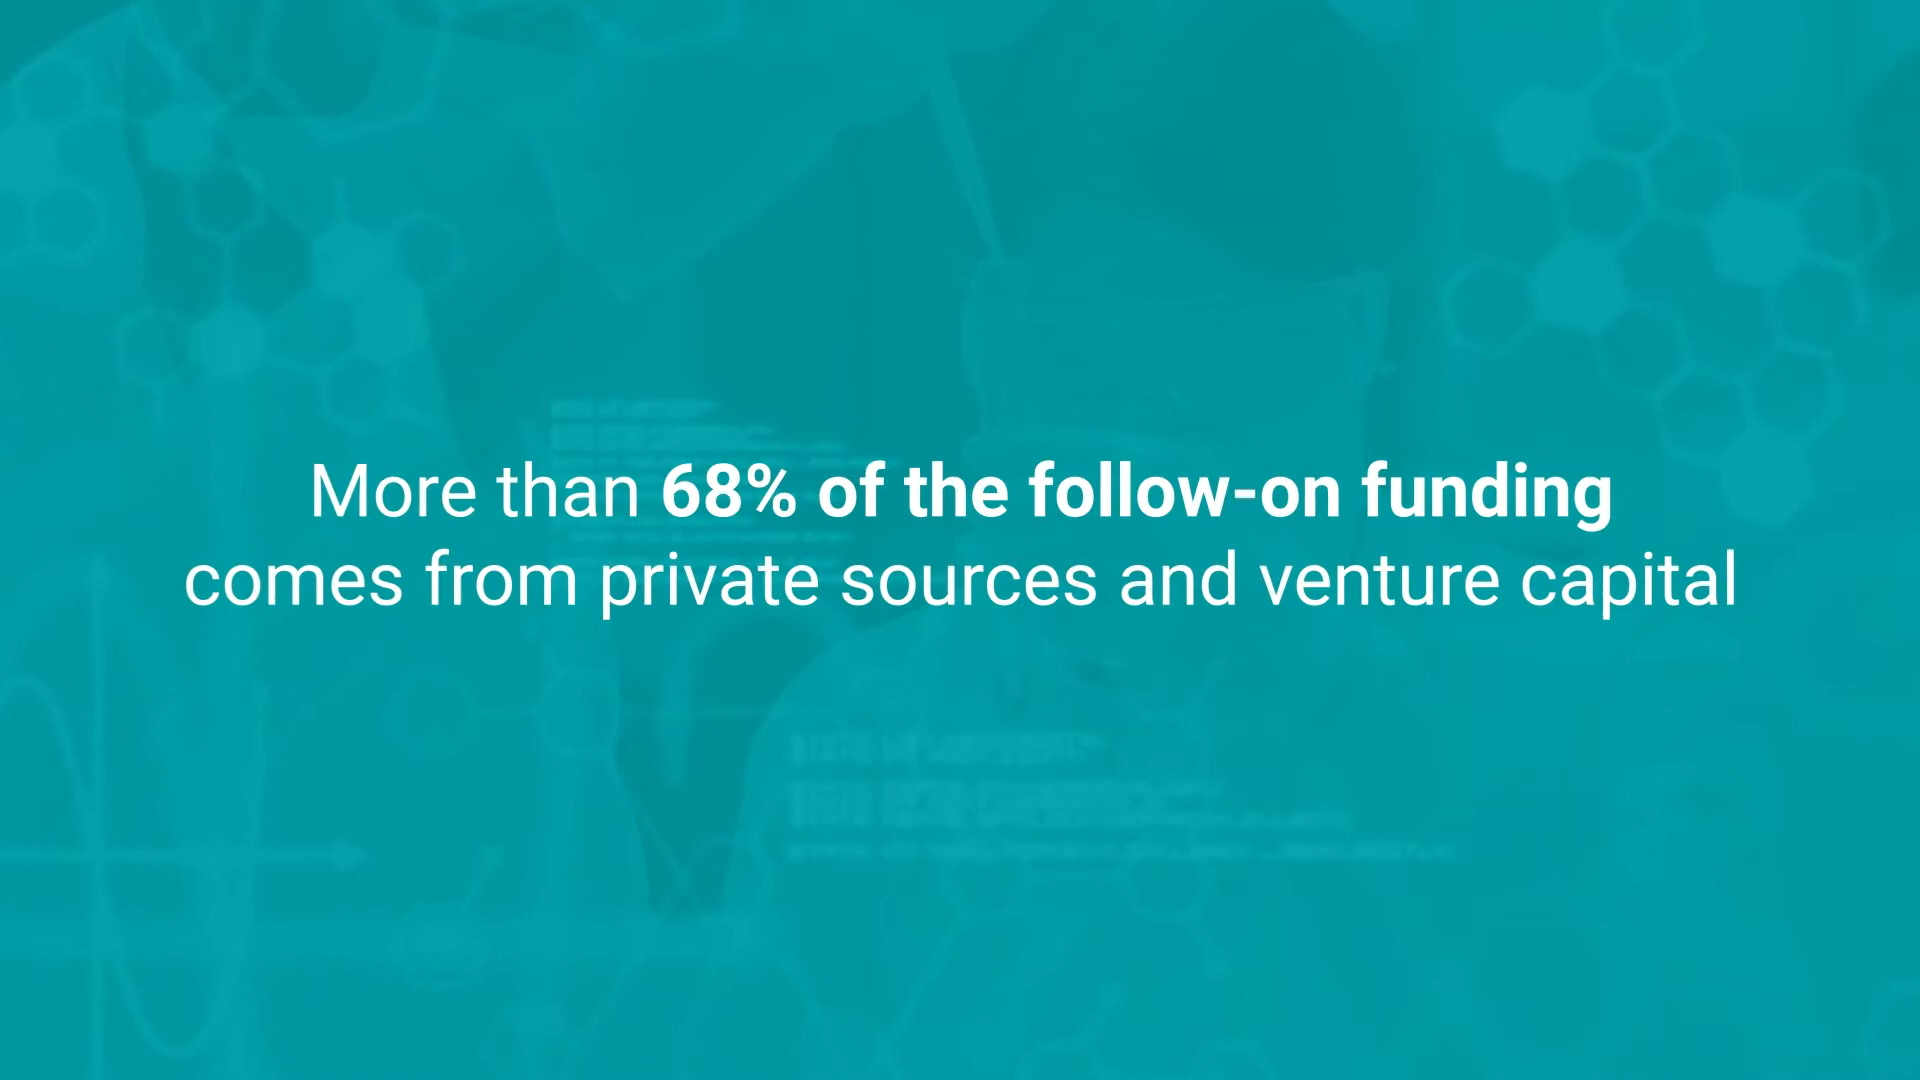 More than 68% of the follow-on funding
comes from private sources and venture capital